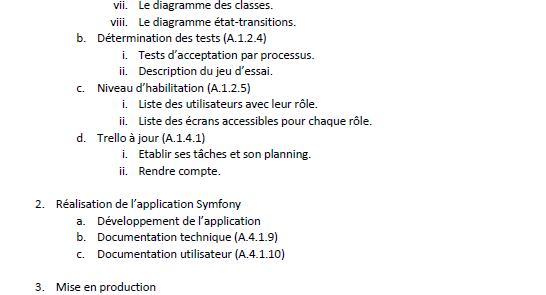 vii. Le diagramme des classes.
viii. Le diagramme état-transitions.
b. Détermination des tests (A.1.2.4)
i. Tests d'acceptation par processus.
ii. Description du jeu d'essai.
c. Niveau d'habilitation (A.1.2.5)
i. Liste des utilisateurs avec leur rôle.
ii. Liste des écrans accessibles pour chaque rôle.
d. Trello à jour (A.1.4.1)
i. Etablir ses tâches et son planning.
ii. Rendre compte.
2. Réalisation de l'application Symfony
a. Développement de l'application
b. Documentation technique (A.4.1.9)
c. Documentation utilisateur (A.4.1.10)
3. Mise en production